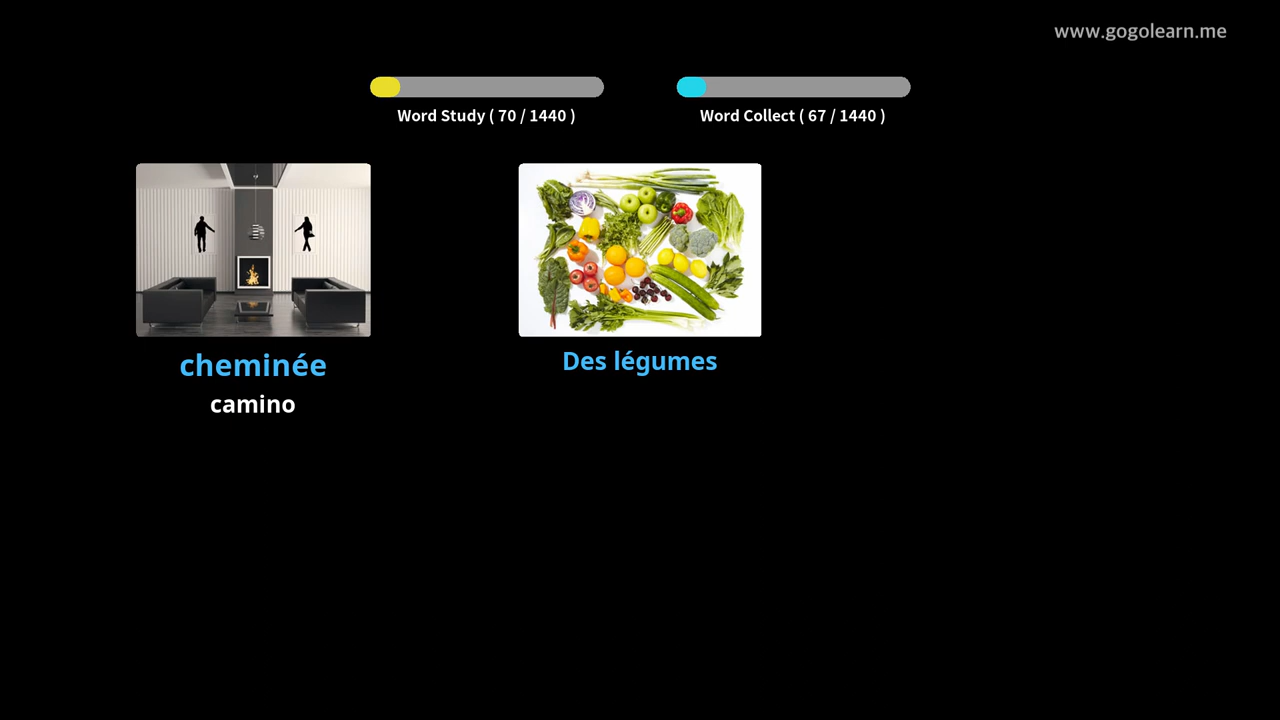 www.gogolearn.me
Word Study ( 70 / 1440 )
Word Collect ( 67 / 1440 )
cheminée
camino
Des légumes